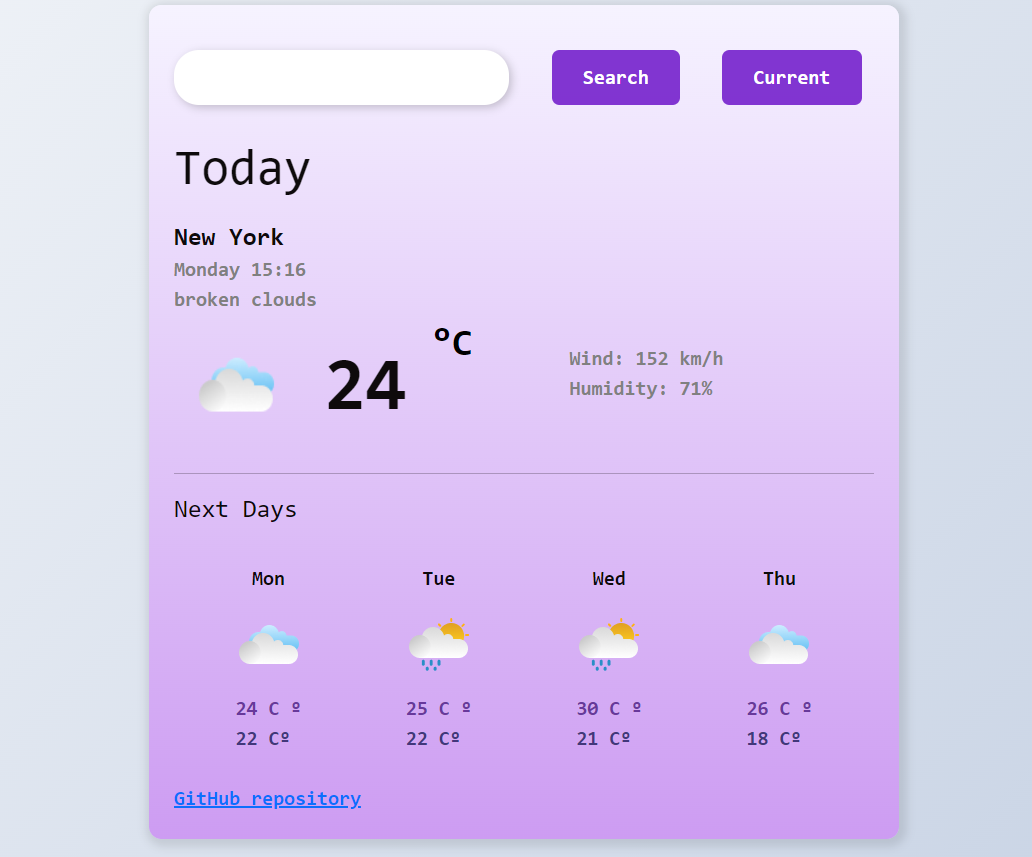 Search Current
Today
New York
Monday 15:16
broken clouds
24 ºC
Wind: 152 km/h
Humidity: 71%
Next Days
Mon Tue Wed Thu
24 C º 25 C º 30 C º 26 C º
22 Cº 22 Cº 21 Cº 18 Cº
GitHub repository